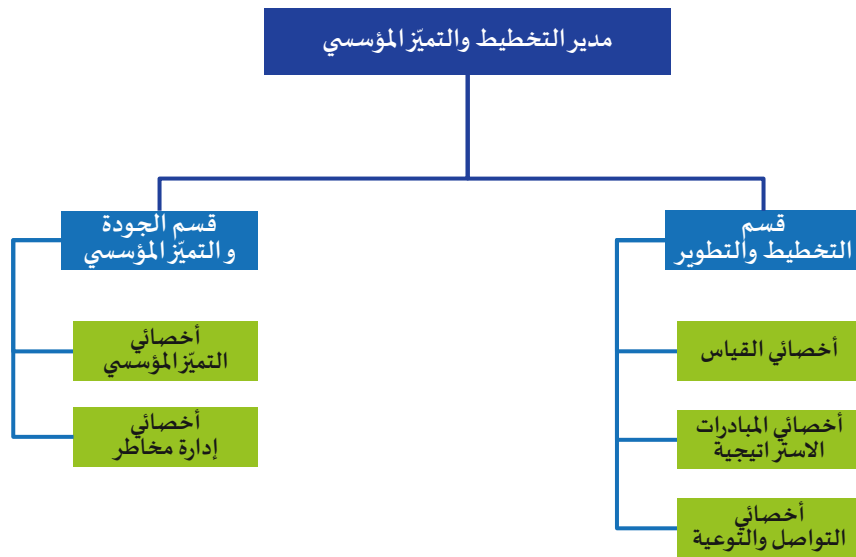 مدير التخطيط والتميّز المؤسسي
قسم
التخطيط والتطوير
أخصائي القياس
أخصائي المبادرات
الاستراتيجية
أخصائي
التواصل والتوعية
قسم الجودة
والتميّز المؤسسي
أخصائي
التميّز المؤسسي
أخصائي
إدارة مخاطر